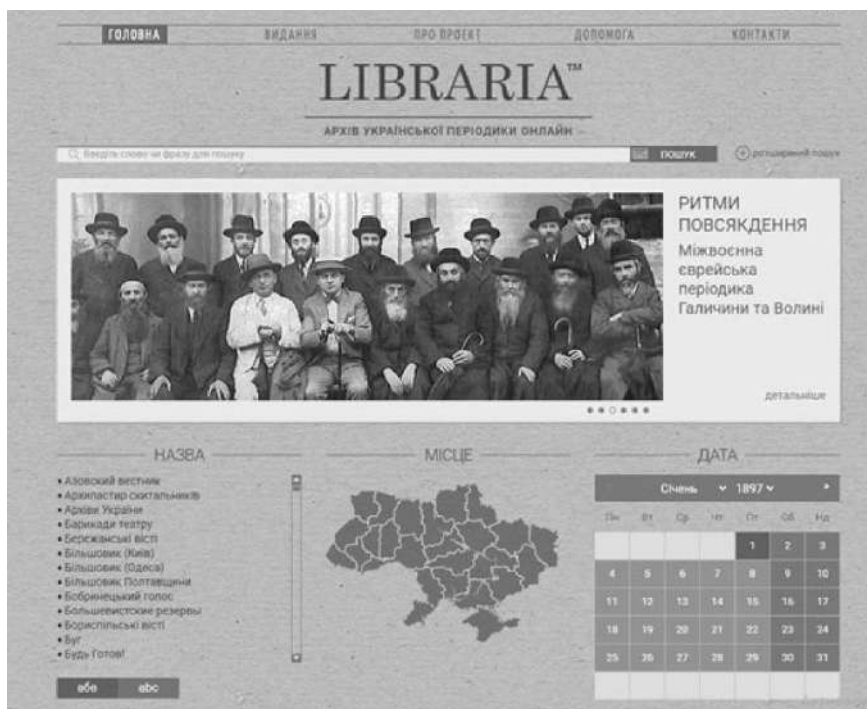 ГОЛОВНА ВИДАННЯ ПРО ПРОЕКТ ДОПОМОГА КОНТАКТИ
LIBRARIA™
АРХІВ УКРАЇНСЬКОЇ ПЕРІОДИКИ ОНЛАЙН
Введіть слово чи фразу для пошуку ПОШУК розширений пошук
РИТМИ
ПОВСЯКДЕННЯ
Міжвоєнна
єврейська
періодика
Галичини та Волині
детальніше
НАЗВА
Азовский вестник
Архипастир скитальників
Архіви України
Барикади театру
Бережанські вісті
Більшовик (Київ)
Більшовик (Одеса)
Більшовик Полтавщини
Бобринецький голос
Большевистские резервы
Бориспільські вісті
Буг
Будь Готов!
абв abc
МІСЦЕ
ДАТА
Січень 1897
Пн Вт Ср Чт Пт Сб Нд
1 2 3
4 5 6 7 8 9 10
11 12 13 14 15 16 17
18 19 20 21 22 23 24
25 26 27 28 29 30 31